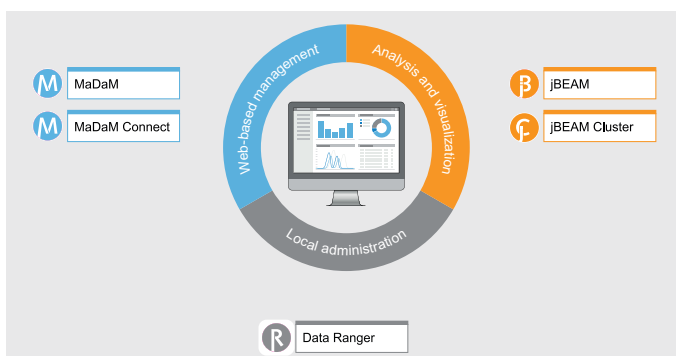 Web-based management
Analysis and visualization
M MaDaM
M MaDaM Connect
jBEAM
jBEAM Cluster
Local administration
R Data Ranger